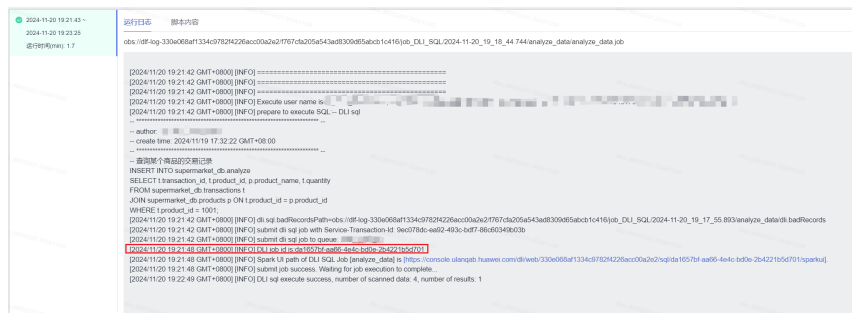 2024-11-20 19:21:43 ~
2024-11-20 19:23:25
运行时间(min): 1.7
运行日志 脚本内容
obs://dlf-log-330e068af1334c9782f4226acc00a2e2/f767cfa205a543ad8309d65abcb1c416/job_DLI_SQL/2024-11-20_19_18_44.744/analyze_data/analyze_data.job
[2024/11/20 19:21:42 GMT+0800] [INFO] ==============================================
[2024/11/20 19:21:42 GMT+0800] [INFO] ==============================================
[2024/11/20 19:21:42 GMT+0800] [INFO] ==============================================
[2024/11/20 19:21:42 GMT+0800] [INFO] Execute user name is
[2024/11/20 19:21:42 GMT+0800] [INFO] prepare to execute SQL:-- DLI sql
-- ******************************************************************** --
-- author:
-- create time: 2024/11/19 17:32:22 GMT+08:00
-- ******************************************************************** --
-- 查询某个商品的交易记录
INSERT INTO supermarket_db.analyze
SELECT t.transaction_id, t.product_id, p.product_name, t.quantity
FROM supermarket_db.transactions t
JOIN supermarket_db.products p ON t.product_id = p.product_id
WHERE t.product_id = 1001;
[2024/11/20 19:21:42 GMT+0800] [INFO] dli.sql.badRecordsPath=obs://dlf-log-330e068af1334c9782f4226acc00a2e2/f767cfa205a543ad8309d65abcb1c416/job_DLI_SQL/2024-11-20_19_17_55.893/analyze_data/dli.badRecords
[2024/11/20 19:21:42 GMT+0800] [INFO] submit dli sql job with Service-Transaction-Id: 9ec078dc-ea92-493c-bdf7-86c60349b03b
[2024/11/20 19:21:42 GMT+0800] [INFO] submit dli sql job to queue:
[2024/11/20 19:21:48 GMT+0800] [INFO] DLI job id is:da1657bf-aa66-4e4c-bd0e-2b4221b5d701
[2024/11/20 19:21:48 GMT+0800] [INFO] Spark UI path of DLI SQL Job [analyze_data] is [https://console.ulanqab.huawei.com/dli/web/330e068af1334c9782f4226acc00a2e2/sql/da1657bf-aa66-4e4c-bd0e-2b4221b5d701/sparkui].
[2024/11/20 19:21:48 GMT+0800] [INFO] submit job success. Waiting for job execution to complete...
[2024/11/20 19:22:49 GMT+0800] [INFO] DLI sql execute success, number of scanned data: 4, number of results: 1